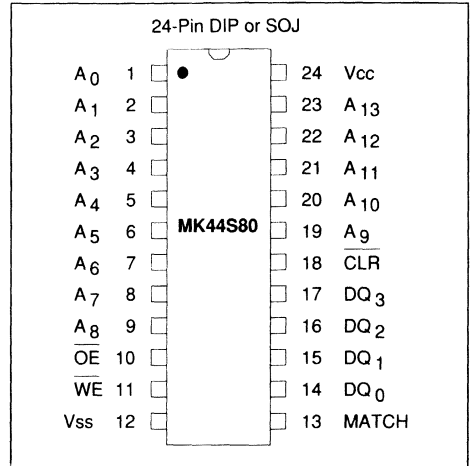 24-Pin DIP or SOJ
A0 1 24 Vcc
A1 2 23 A13
A2 3 22 A12
A3 4 21 A11
A4 5 20 A10
A5 6 MK44S80 19 A9
A6 7 18 CLR
A7 8 17 DQ3
A8 9 16 DQ2
OE 10 15 DQ1
WE 11 14 DQ0
Vss 12 13 MATCH